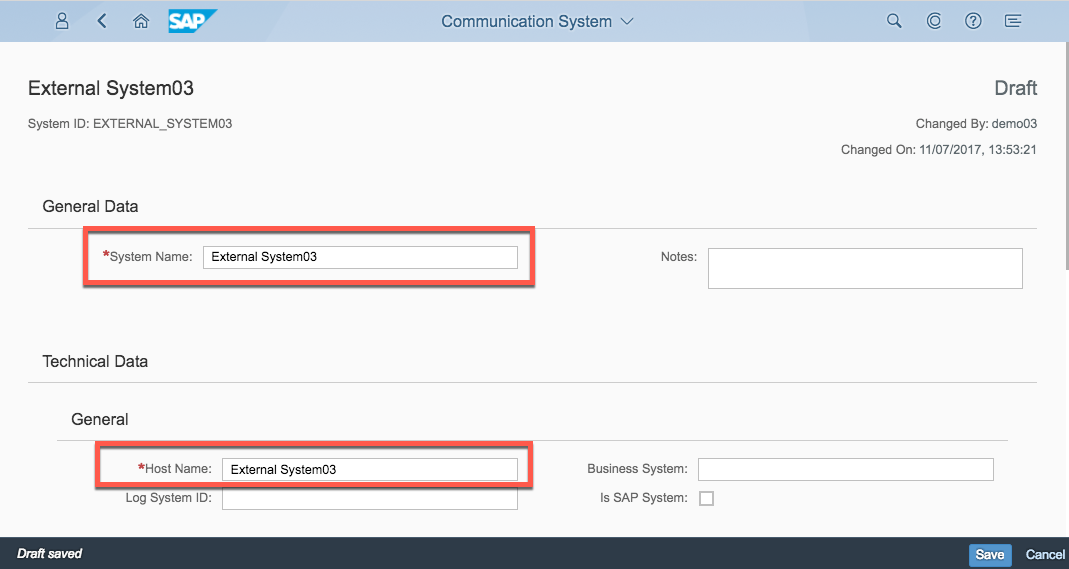 SAP Communication System
External System03 Draft
System ID: EXTERNAL_SYSTEM03 Changed By: demo03
Changed On: 11/07/2017, 13:53:21
General Data
*System Name: External System03 Notes:
Technical Data
General
*Host Name: External System03 Business System:
Log System ID: Is SAP System:
Draft saved Save Cancel